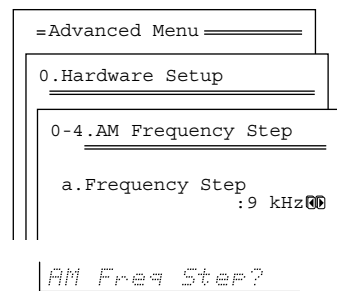 Advanced Menu
0.Hardware Setup
0-4.AM Frequency Step
a.Frequency Step
:9 kHz
AM Freq Step?